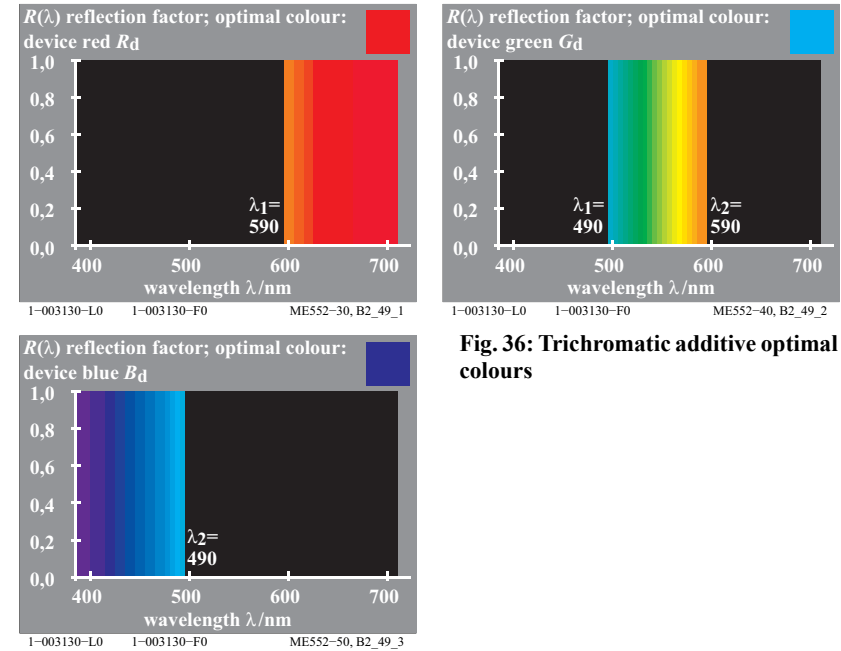 R(λ) reflection factor; optimal colour:
device red Rd
1,0
0,8
0,6
0,4
0,2
0,0
λ1=
590
400 500 600 700
wavelength λ/nm
1−003130−L0 1−003130−F0 ME552−30, B2_49_1
R(λ) reflection factor; optimal colour:
device green Gd
1,0
0,8
0,6
0,4
0,2
0,0
λ1= λ2=
490 590
400 500 600 700
wavelength λ/nm
1−003130−L0 1−003130−F0 ME552−40, B2_49_2
R(λ) reflection factor; optimal colour:
device blue Bd
1,0
0,8
0,6
0,4
0,2
0,0
λ2=
490
400 500 600 700
wavelength λ/nm
1−003130−L0 1−003130−F0 ME552−50, B2_49_3
Fig. 36: Trichromatic additive optimal
colours